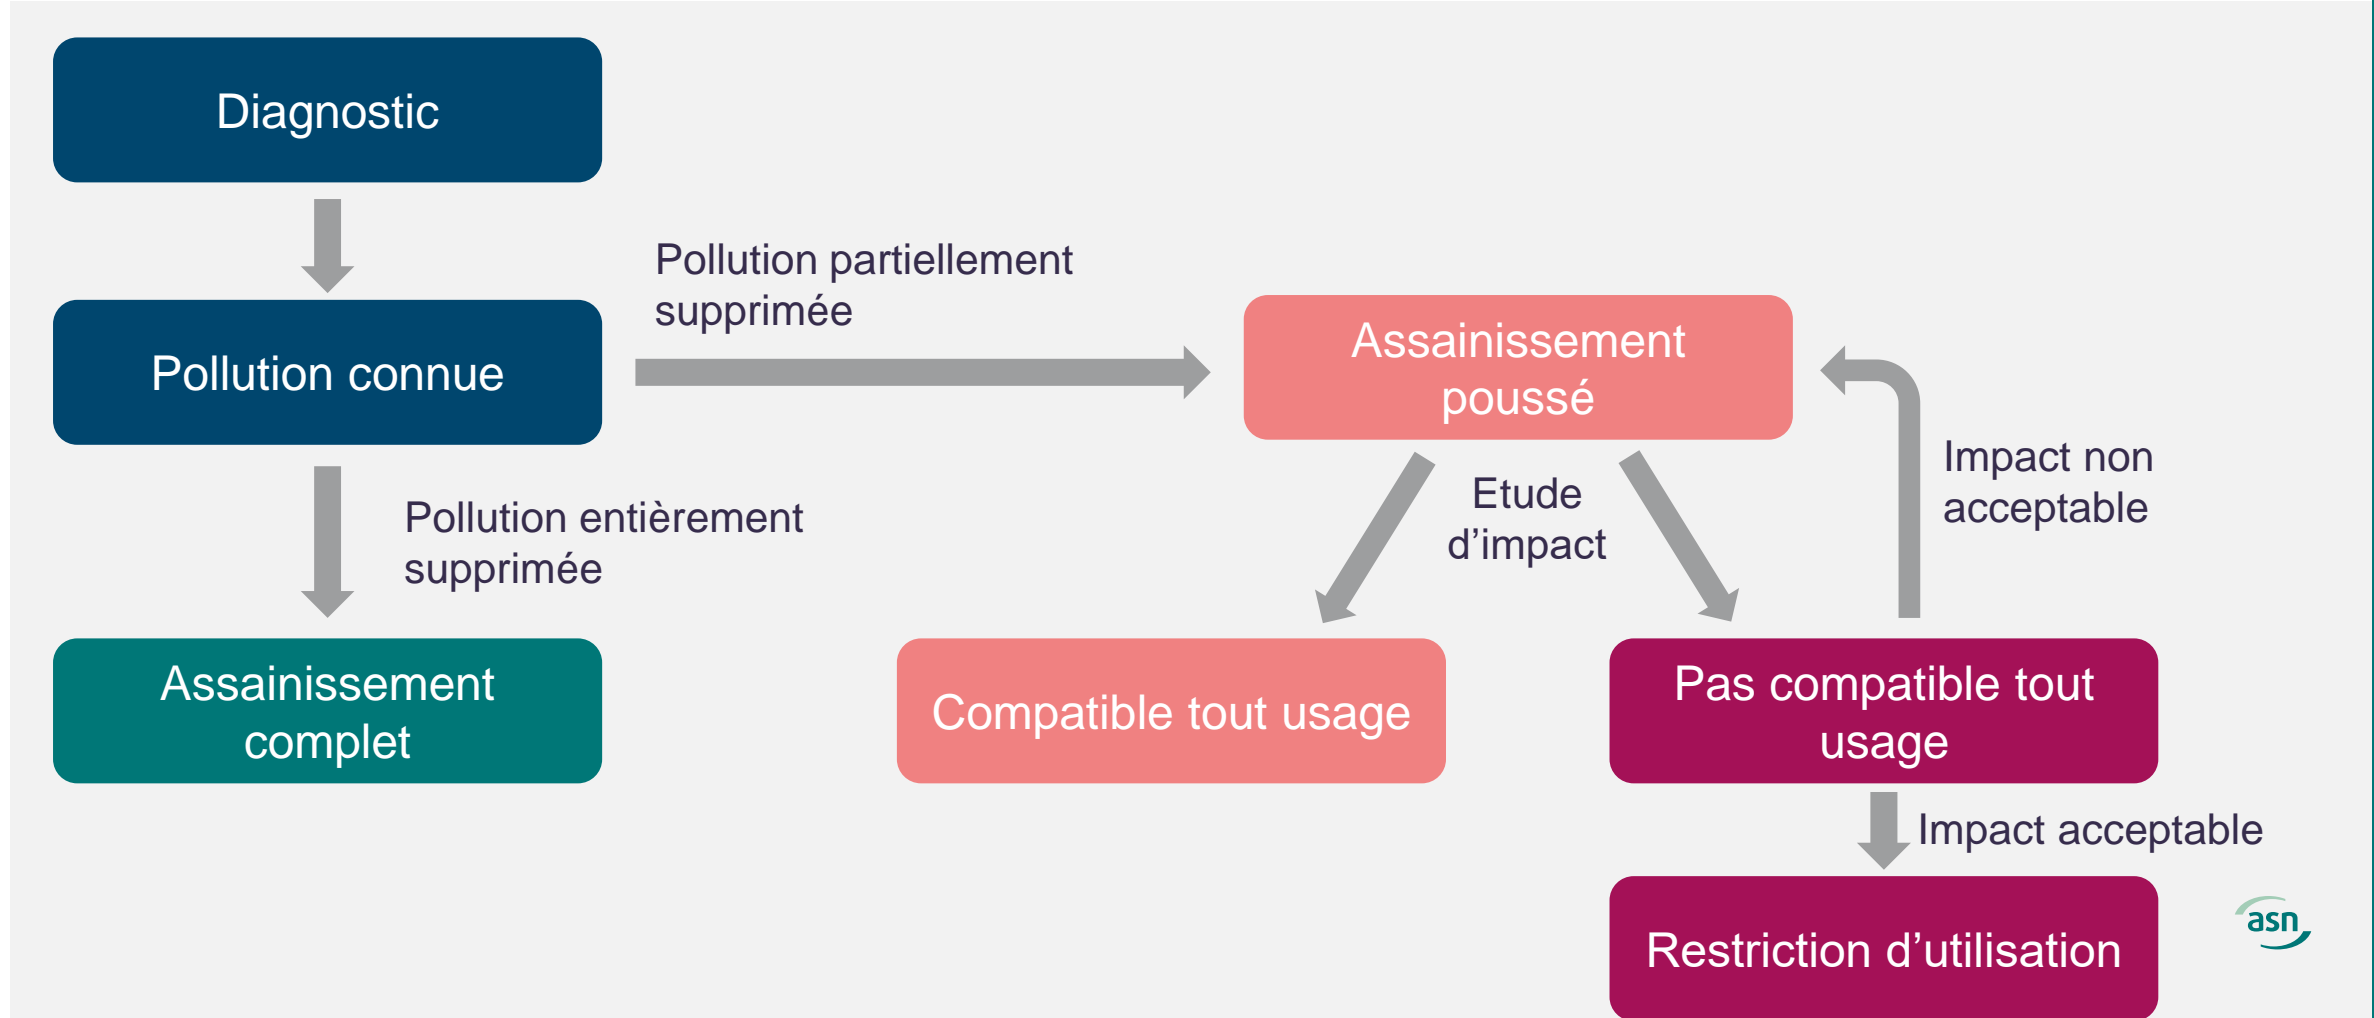 Diagnostic
Pollution partiellement
supprimée
Pollution connue
Assainissement
poussé
Pollution entièrement
supprimée
Etude
d’impact
Impact non
acceptable
Assainissement
complet
Compatible tout usage
Pas compatible tout
usage
Impact acceptable
Restriction d’utilisation
asn